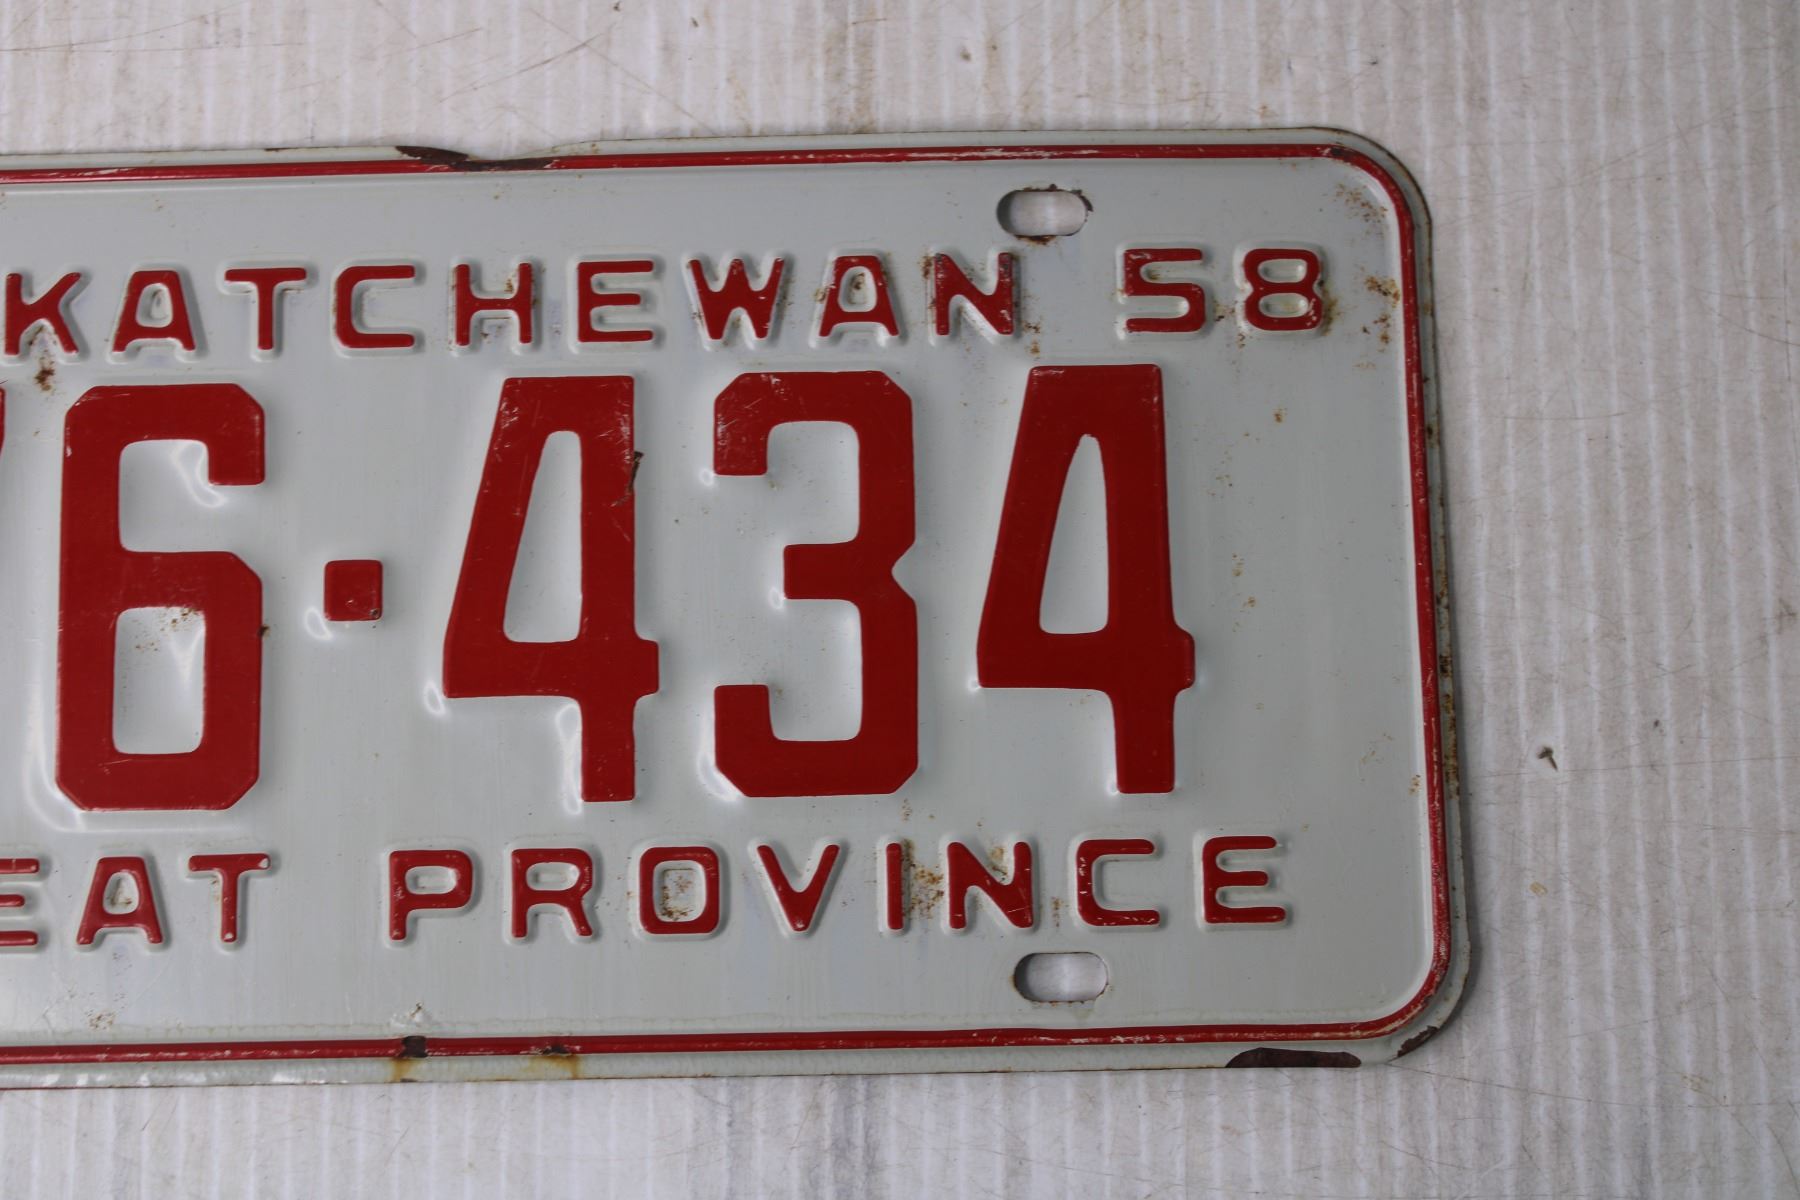 KATCHEWAN 58
6·434
EAT PROVINCE